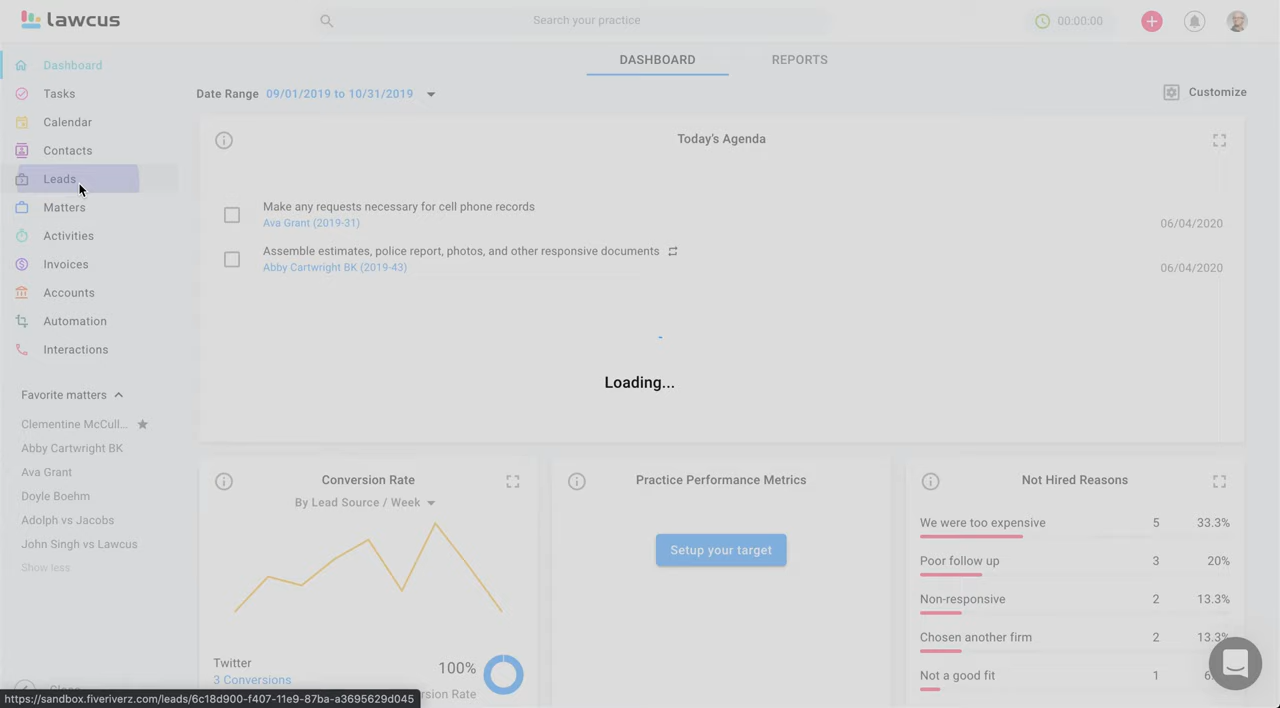 lawcus
Search your practice
00:00:00
Dashboard
Tasks
Calendar
Contacts
Leads
Matters
Activities
Invoices
Accounts
Automation
Interactions
Favorite matters
Clementine McCull...
Abby Cartwright BK
Ava Grant
Doyle Boehm
Adolph vs Jacobs
John Singh vs Lawcus
Show less
DASHBOARD
REPORTS
Date Range 09/01/2019 to 10/31/2019
Customize
Today's Agenda
Make any requests necessary for cell phone records
Ava Grant (2019-31)
06/04/2020
Assemble estimates, police report, photos, and other responsive documents
Abby Cartwright BK (2019-43)
06/04/2020
Loading...
Conversion Rate
By Lead Source / Week
Twitter
3 Conversions
100%
rsion Rate
Practice Performance Metrics
Setup your target
Not Hired Reasons
We were too expensive 5 33.3%
Poor follow up 3 20%
Non-responsive 2 13.3%
Chosen another firm 2 13.3%
Not a good fit 1
https://sandbox.fiveriverz.com/leads/6c18d900-f407-11e9-87ba-a3695629d045